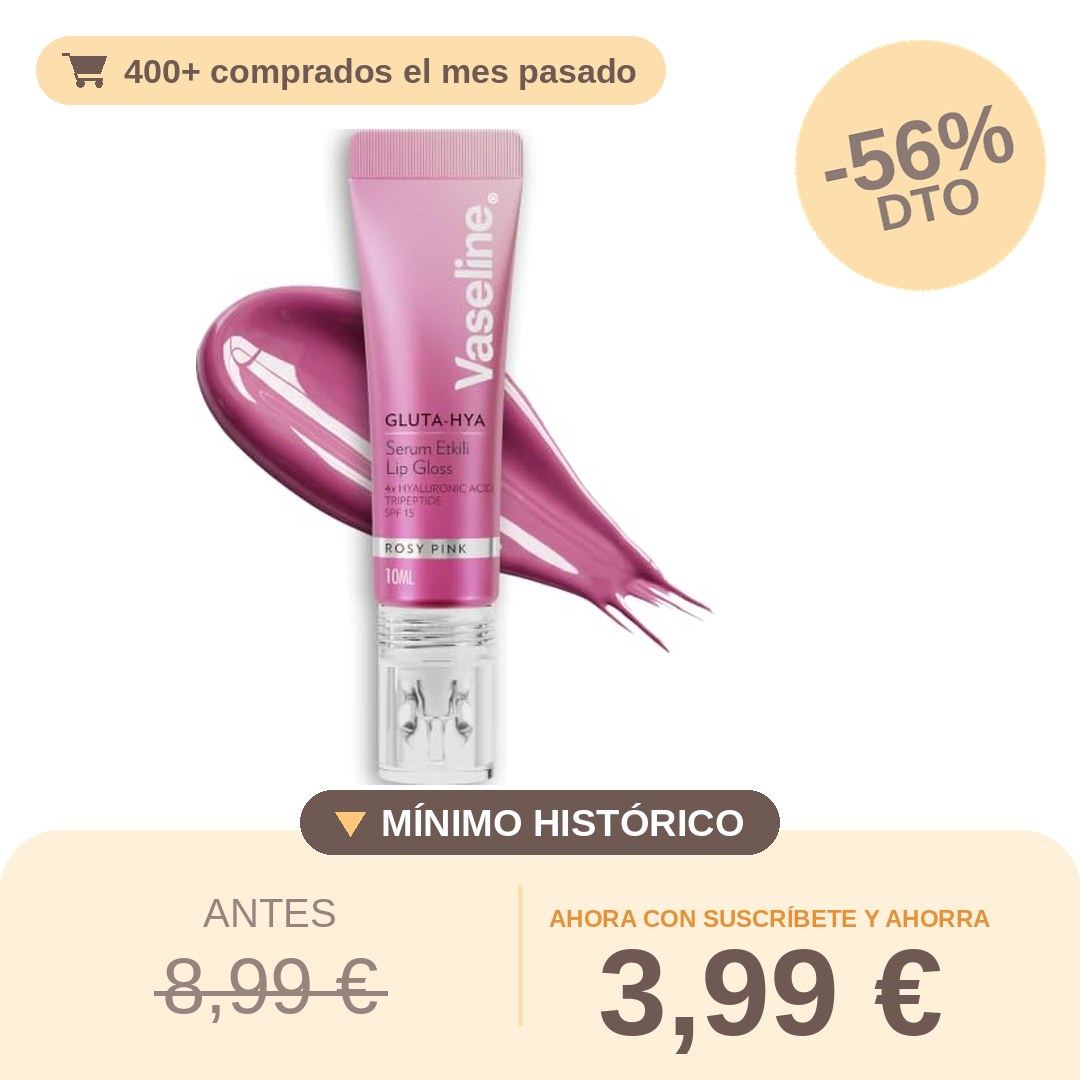 400+ comprados el mes pasado
-56%
DTO
Vaseline®
GLUTA-HYA
Serum Etkili
Lip Gloss
4x HYALURONIC ACID
TRIPEPTIDE
SPF 15
ROSY PINK
10ML
MÍNIMO HISTÓRICO
ANTES
8,99 €
AHORA CON SUSCRÍBETE Y AHORRA
3,99 €